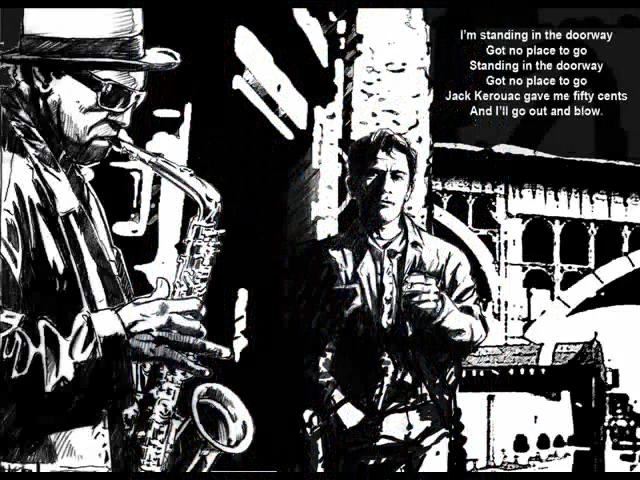 I'm standing in the doorway
Got no place to go
Standing in the doorway
Got no place to go
Jack Kerouac gave me fifty cents
And I'll go out and blow.